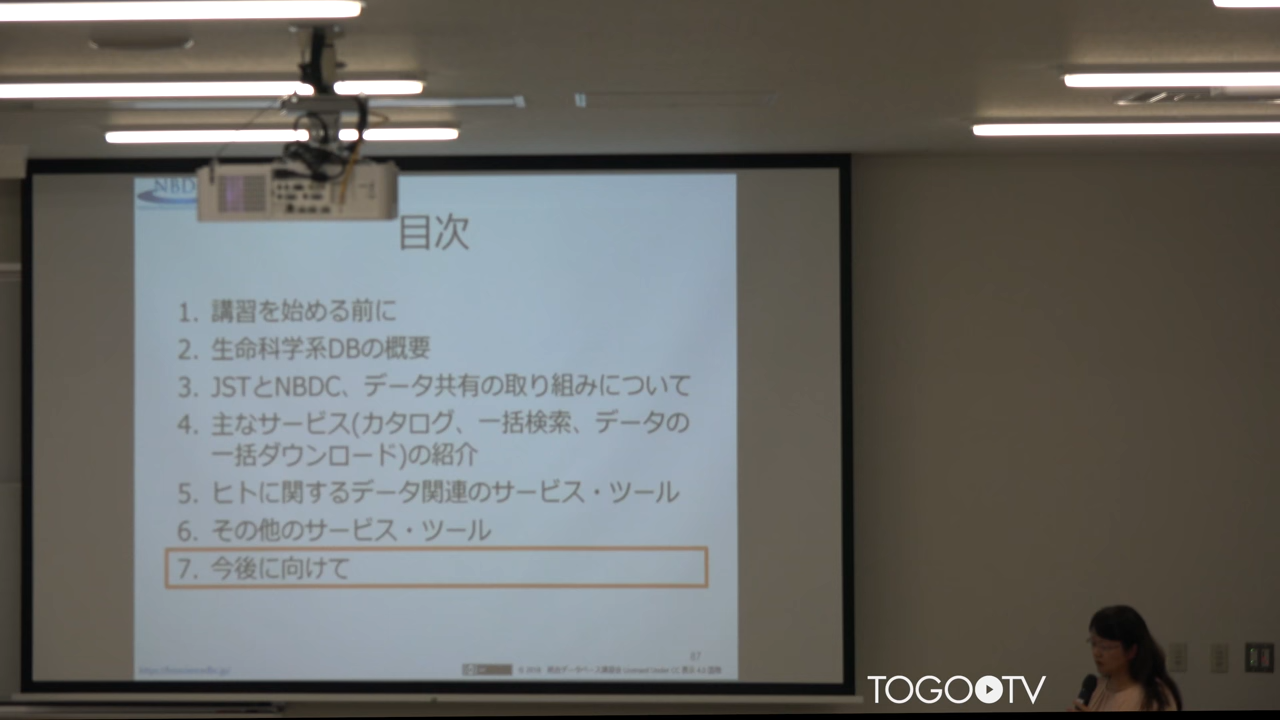 NBD
目次
1. 講習を始める前に
2. 生命科学系DBの概要
3. JSTとNBDC、データ共有の取り組みについて
4. 主なサービス(カタログ、一括検索、データの
一括ダウンロード)の紹介
5. ヒトに関するデータ関連のサービス・ツール
6. その他のサービス・ツール
7. 今後に向けて
37
TOGOTV